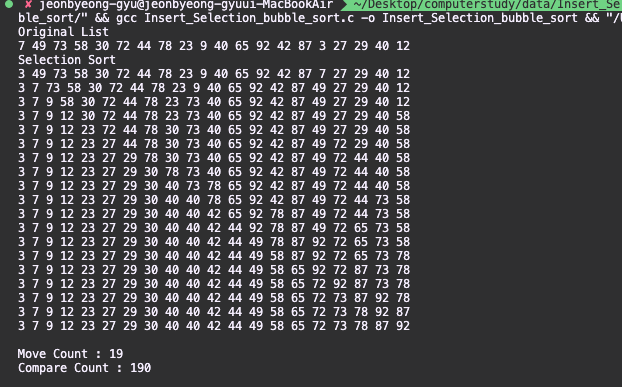 ✘ jeonbyeong-gyu@jeonbyeong-gyuui-MacBookAir ~/Desktop/computerstudy/data/Insert_Se
ble_sort/" && gcc Insert_Selection_bubble_sort.c -o Insert_Selection_bubble_sort && "/U
Original List
7 49 73 58 30 72 44 78 23 9 40 65 92 42 87 3 27 29 40 12
Selection Sort
3 49 73 58 30 72 44 78 23 9 40 65 92 42 87 7 27 29 40 12
3 7 73 58 30 72 44 78 23 9 40 65 92 42 87 49 27 29 40 12
3 7 9 58 30 72 44 78 23 73 40 65 92 42 87 49 27 29 40 12
3 7 9 12 30 72 44 78 23 73 40 65 92 42 87 49 27 29 40 58
3 7 9 12 23 72 44 78 30 73 40 65 92 42 87 49 27 29 40 58
3 7 9 12 23 27 44 78 30 73 40 65 92 42 87 49 72 29 40 58
3 7 9 12 23 27 29 78 30 73 40 65 92 42 87 49 72 44 40 58
3 7 9 12 23 27 29 30 78 73 40 65 92 42 87 49 72 44 40 58
3 7 9 12 23 27 29 30 40 73 78 65 92 42 87 49 72 44 40 58
3 7 9 12 23 27 29 30 40 40 78 65 92 42 87 49 72 44 73 58
3 7 9 12 23 27 29 30 40 40 42 65 92 78 87 49 72 44 73 58
3 7 9 12 23 27 29 30 40 40 42 44 92 78 87 49 72 65 73 58
3 7 9 12 23 27 29 30 40 40 42 44 49 78 87 92 72 65 73 58
3 7 9 12 23 27 29 30 40 40 42 44 49 58 87 92 72 65 73 78
3 7 9 12 23 27 29 30 40 40 42 44 49 58 65 92 72 87 73 78
3 7 9 12 23 27 29 30 40 40 42 44 49 58 65 72 92 87 73 78
3 7 9 12 23 27 29 30 40 40 42 44 49 58 65 72 73 87 92 78
3 7 9 12 23 27 29 30 40 40 42 44 49 58 65 72 73 78 92 87
3 7 9 12 23 27 29 30 40 40 42 44 49 58 65 72 73 78 87 92
Move Count : 19
Compare Count : 190